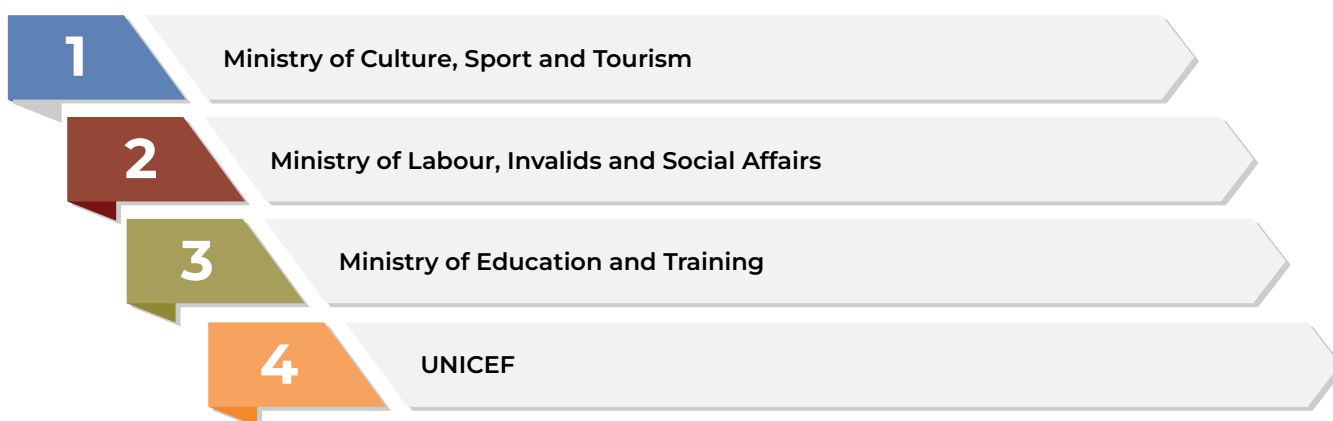 1
Ministry of Culture, Sport and Tourism
2
Ministry of Labour, Invalids and Social Affairs
3
Ministry of Education and Training
4
UNICEF